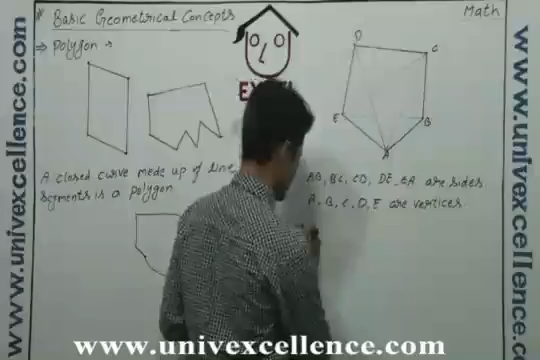 * Basic Geometrical Concepts
Math
⇒ Polygon →
D
C
E
B
A
A closed curve made up of line
segments is a polygon
AB, BC, CD, DE, EA are sides
A, B, C, D, E are vertices
www.univexcellence.com
www.univexcellence.com
www.univexcellence.com